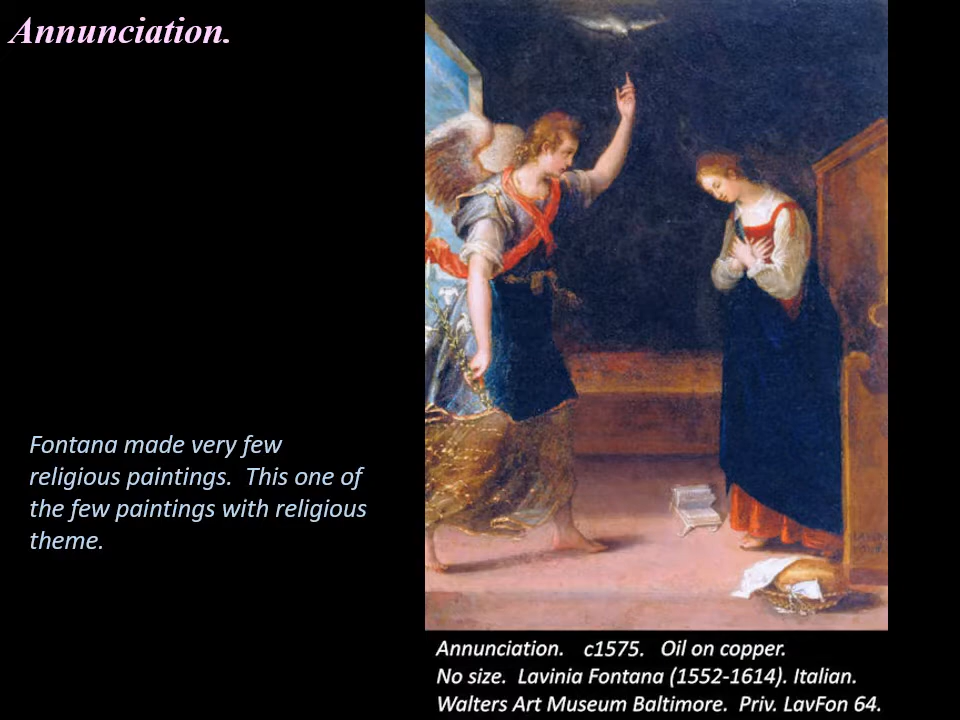 Annunciation.
Fontana made very few
religious paintings.  This one of
the few paintings with religious
theme.
Annunciation.   c1575.   Oil on copper.
No size.  Lavinia Fontana (1552-1614). Italian.
Walters Art Museum Baltimore.  Priv. LavFon 64.